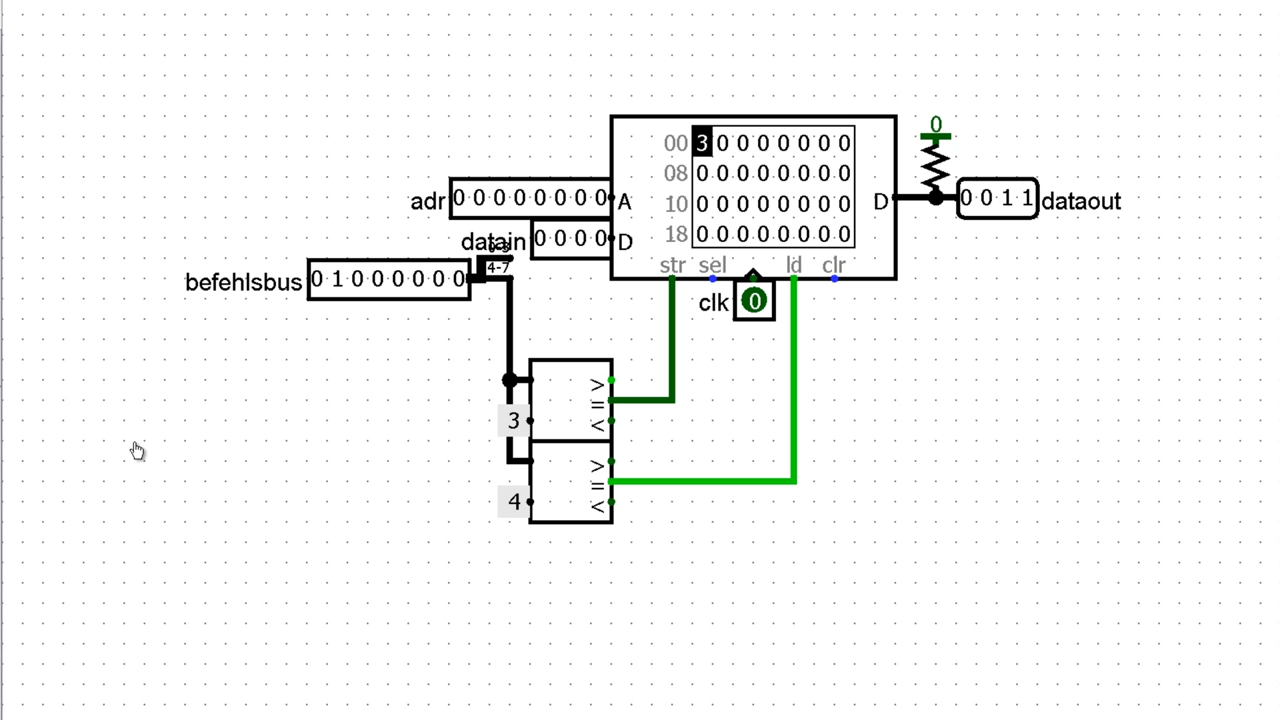 0
00 3 0 0 0 0 0 0 0
08 0 0 0 0 0 0 0 0
adr 0 0 0 0 0 0 0 0 A
10 0 0 0 0 0 0 0 0
D 0 0 1 1 dataout
datain 0 0 0 0 D
18 0 0 0 0 0 0 0 0
4-7
str sel ld clr
befehlsbus 0 1 0 0 0 0 0 0
clk 0
>
=
3 <
>
=
4 <